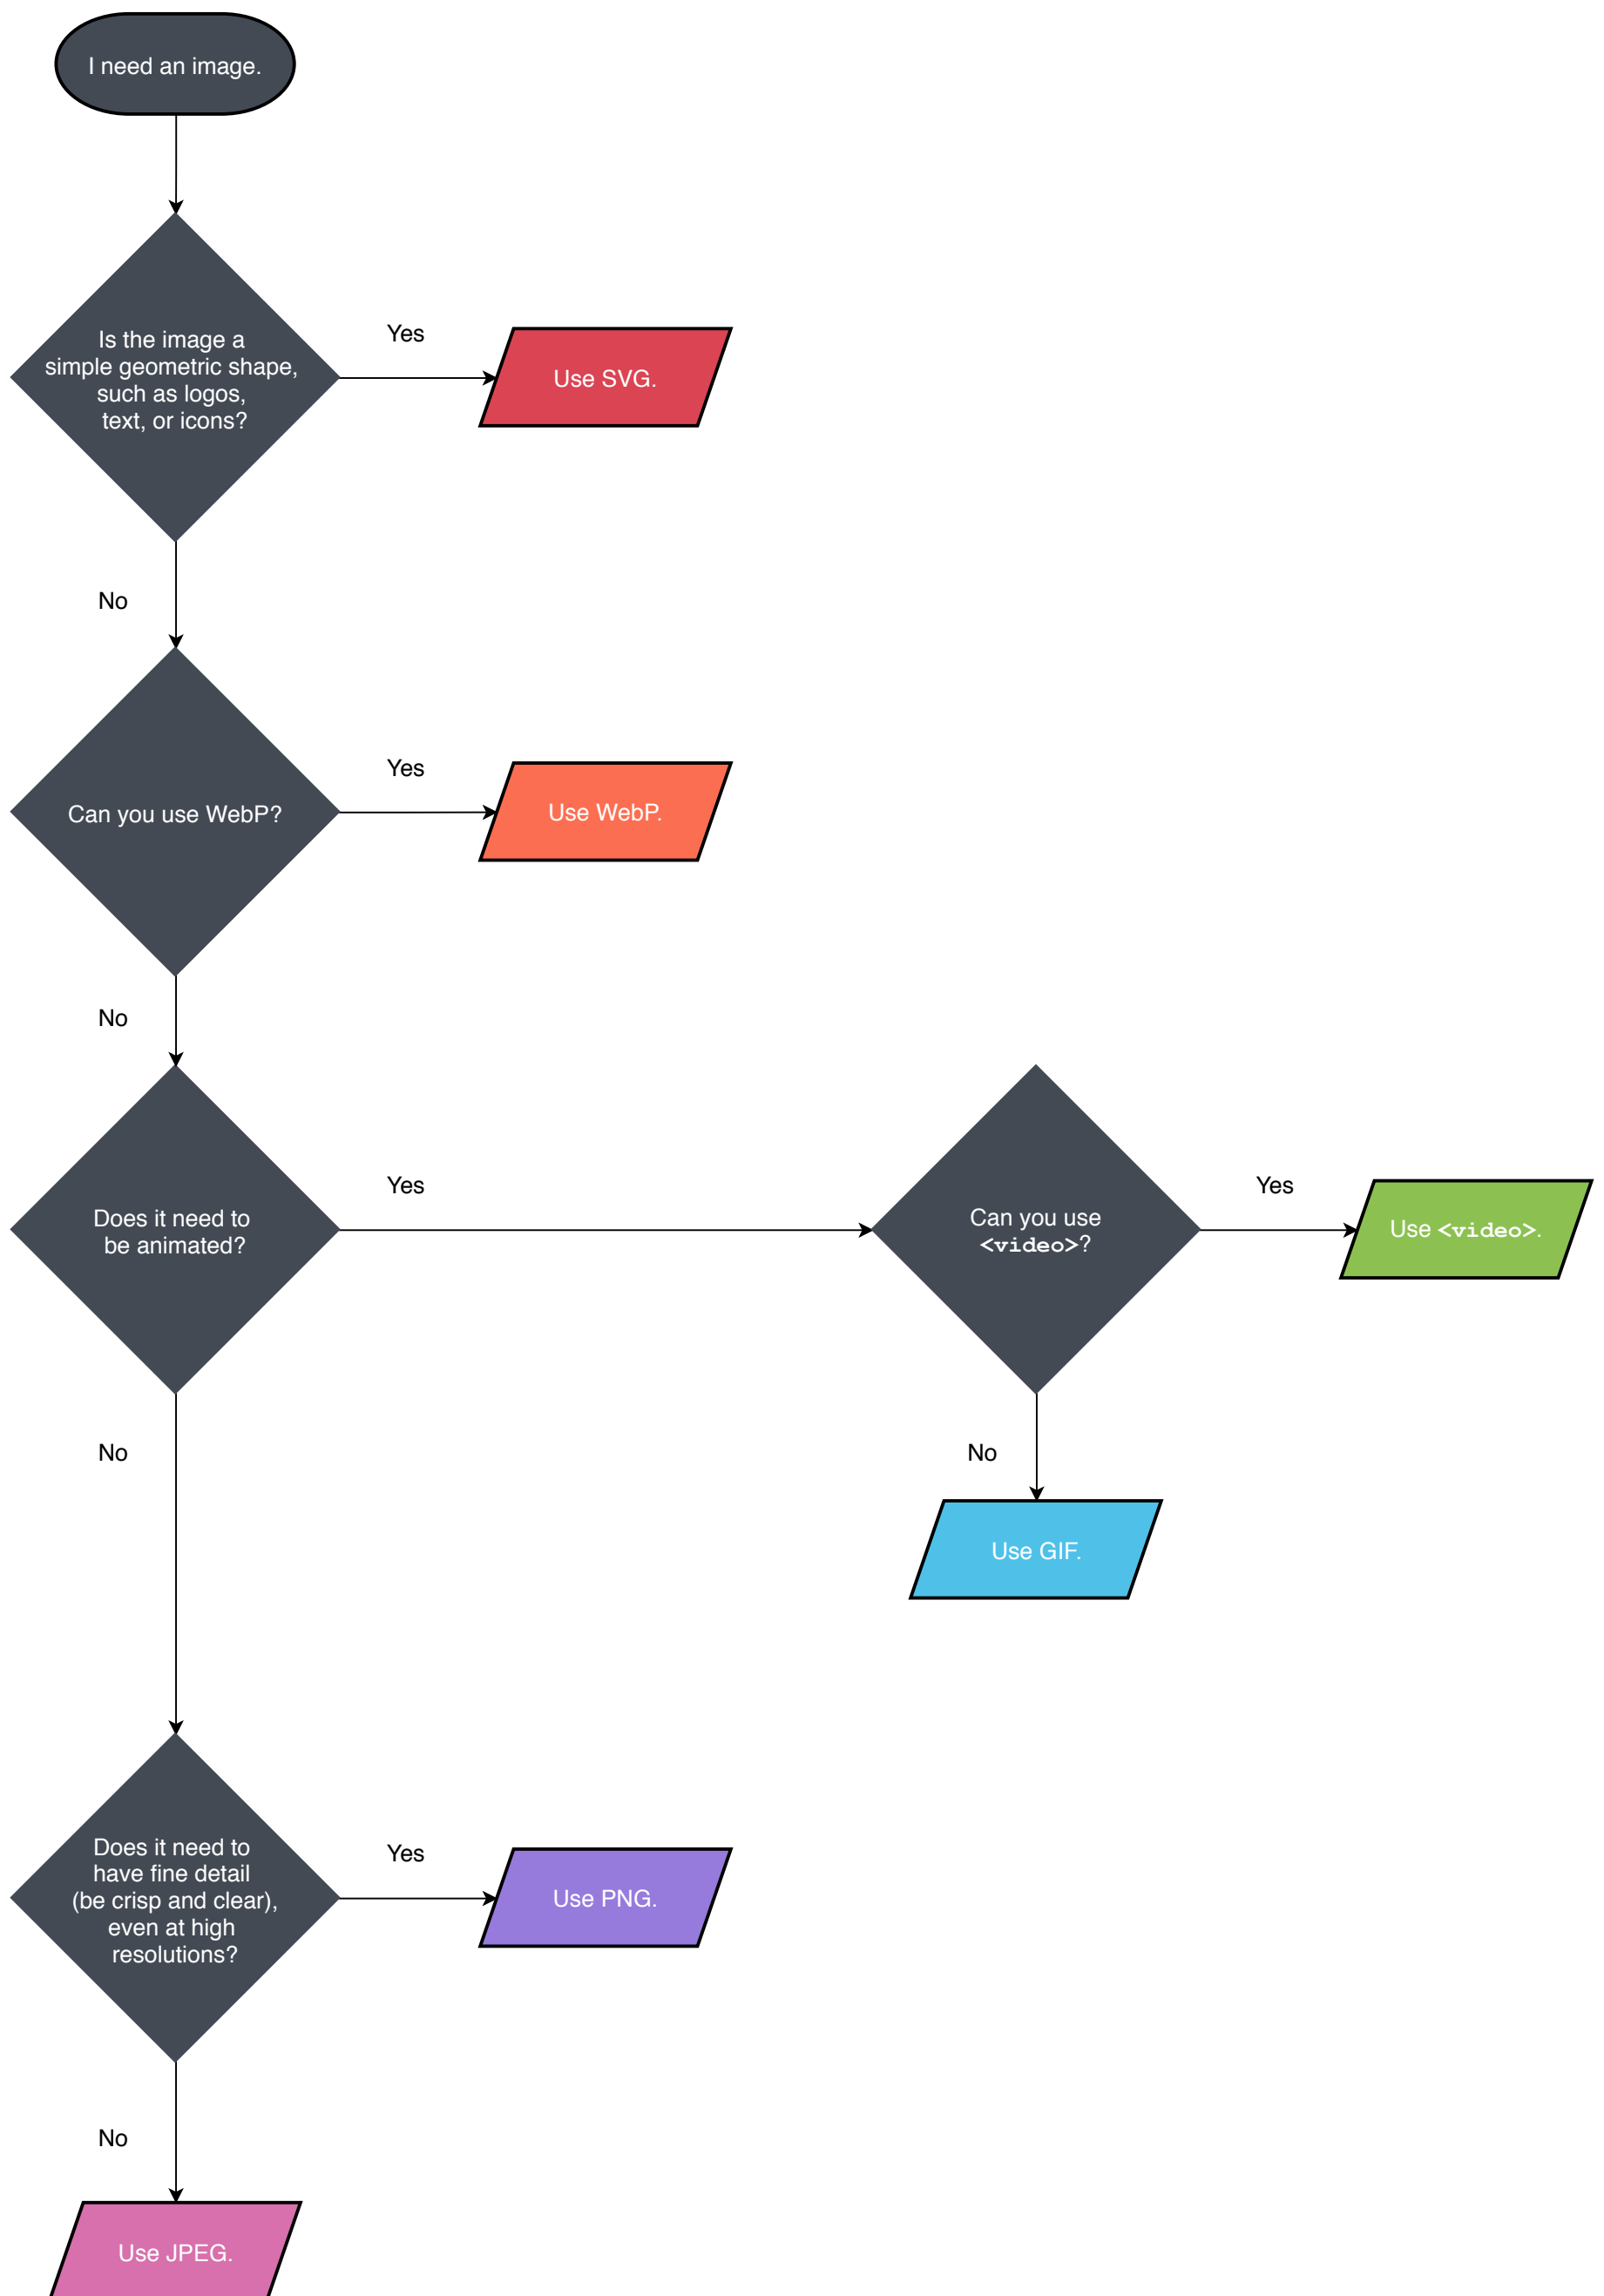 I need an image.
Is the image a
simple geometric shape,
such as logos,
text, or icons?
Yes
Use SVG.
No
Can you use WebP?
Yes
Use WebP.
No
Does it need to
be animated?
Yes
Can you use
<video>?
Yes
Use <video>.
No
No
Use GIF.
Does it need to
have fine detail
(be crisp and clear),
even at high
resolutions?
Yes
Use PNG.
No
Use JPEG.